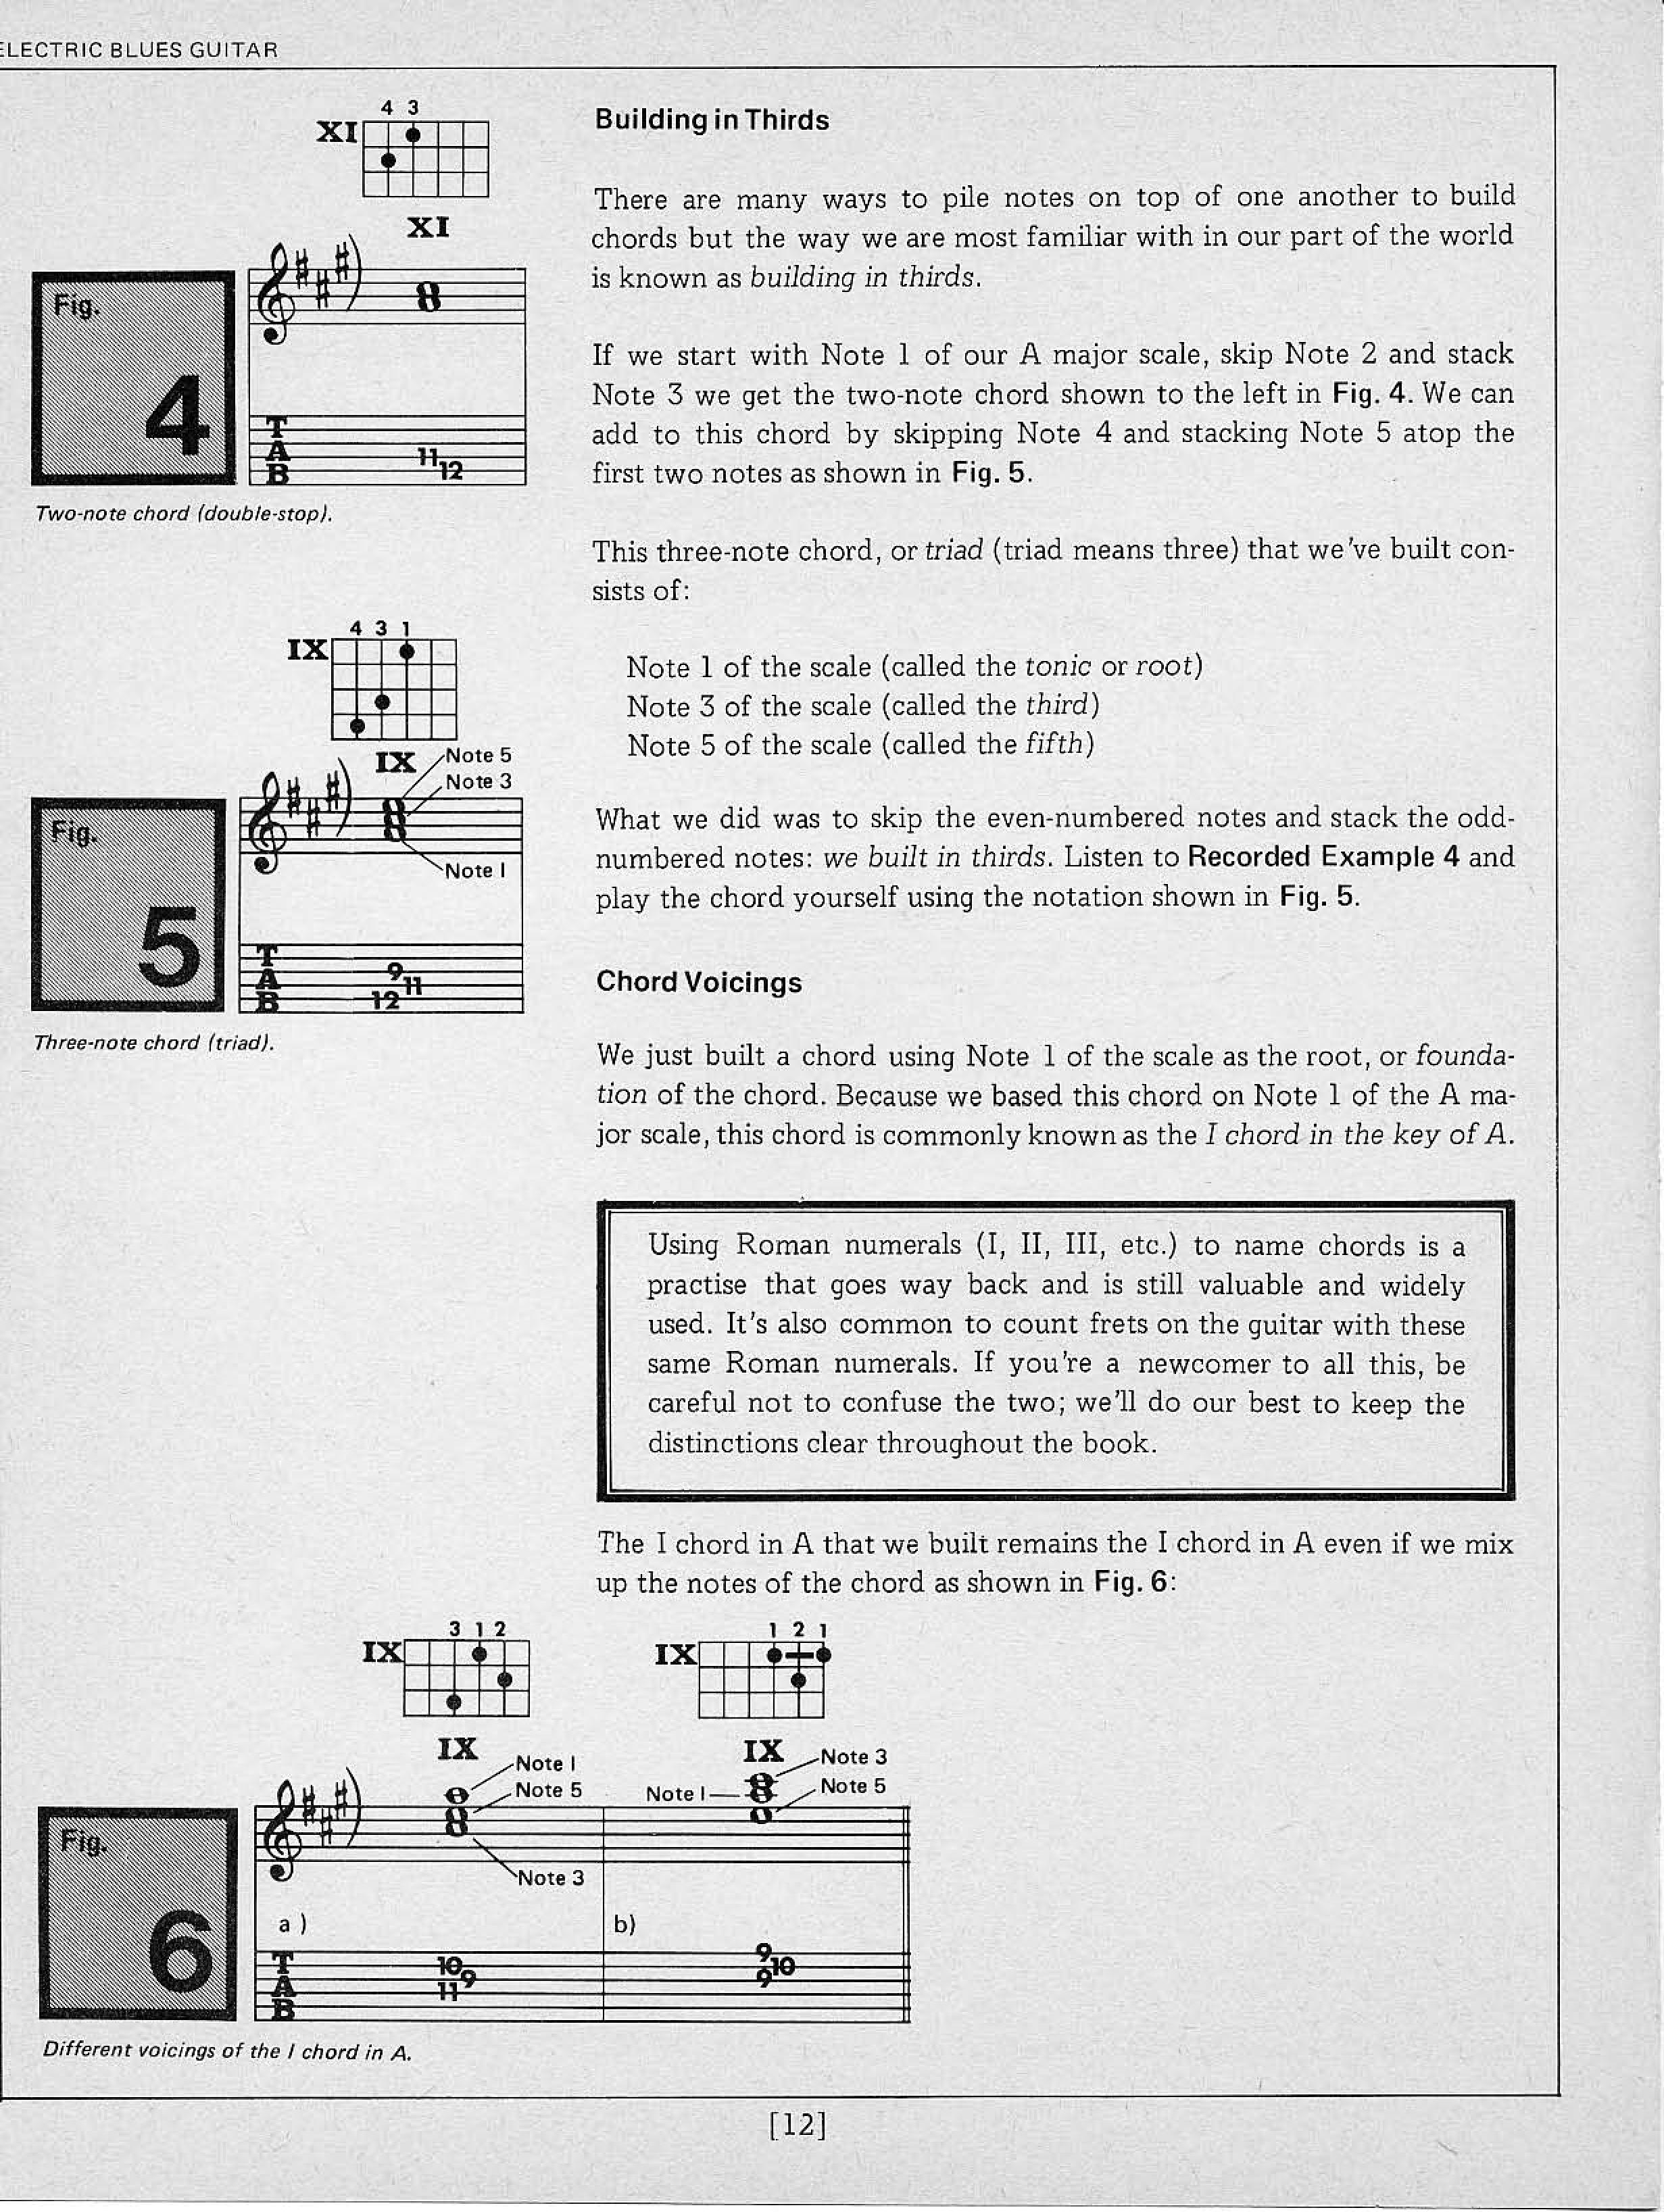 ELECTRIC BLUES GUITAR
4 3
XI
XI
Fig.
4
T
A
B
11
12
Two-note chord (double-stop).
4 3 1
IX
IX
Note 5
Note 3
Note I
Fig.
5
T
A
B
9
11
12
Three-note chord (triad).
Building in Thirds
There are many ways to pile notes on top of one another to build
chords but the way we are most familiar with in our part of the world
is known as building in thirds.
If we start with Note 1 of our A major scale, skip Note 2 and stack
Note 3 we get the two-note chord shown to the left in Fig. 4. We can
add to this chord by skipping Note 4 and stacking Note 5 atop the
first two notes as shown in Fig. 5.
This three-note chord, or triad (triad means three) that we've built con-
sists of:
Note 1 of the scale (called the tonic or root)
Note 3 of the scale (called the third)
Note 5 of the scale (called the fifth)
What we did was to skip the even-numbered notes and stack the odd-
numbered notes: we built in thirds. Listen to Recorded Example 4 and
play the chord yourself using the notation shown in Fig. 5.
Chord Voicings
We just built a chord using Note 1 of the scale as the root, or founda-
tion of the chord. Because we based this chord on Note 1 of the A ma-
jor scale, this chord is commonly known as the I chord in the key of A.
Using Roman numerals (I, II, III, etc.) to name chords is a
practise that goes way back and is still valuable and widely
used. It's also common to count frets on the guitar with these
same Roman numerals. If you're a newcomer to all this, be
careful not to confuse the two; we'll do our best to keep the
distinctions clear throughout the book.
The I chord in A that we built remains the I chord in A even if we mix
up the notes of the chord as shown in Fig. 6:
3 1 2
IX
1 2 1
IX
IX
Note I
Note 5
Note 3
IX
Note 3
Note I
Note 5
Fig.
6
a )
b)
T
A
B
10
9
11
9
10
9
Different voicings of the I chord in A.
[12]